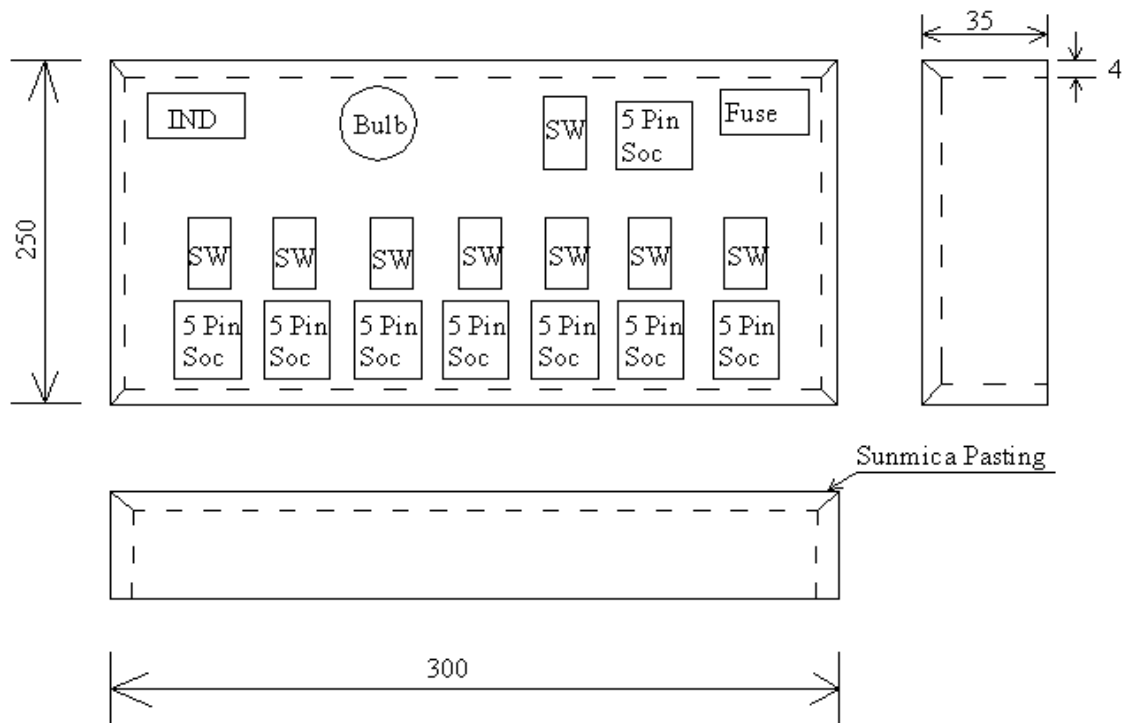 35
4
IND
Bulb
SW
5 Pin
Soc
Fuse
250
SW
SW
SW
SW
SW
SW
SW
5 Pin
Soc
5 Pin
Soc
5 Pin
Soc
5 Pin
Soc
5 Pin
Soc
5 Pin
Soc
5 Pin
Soc
Sunmica Pasting
300